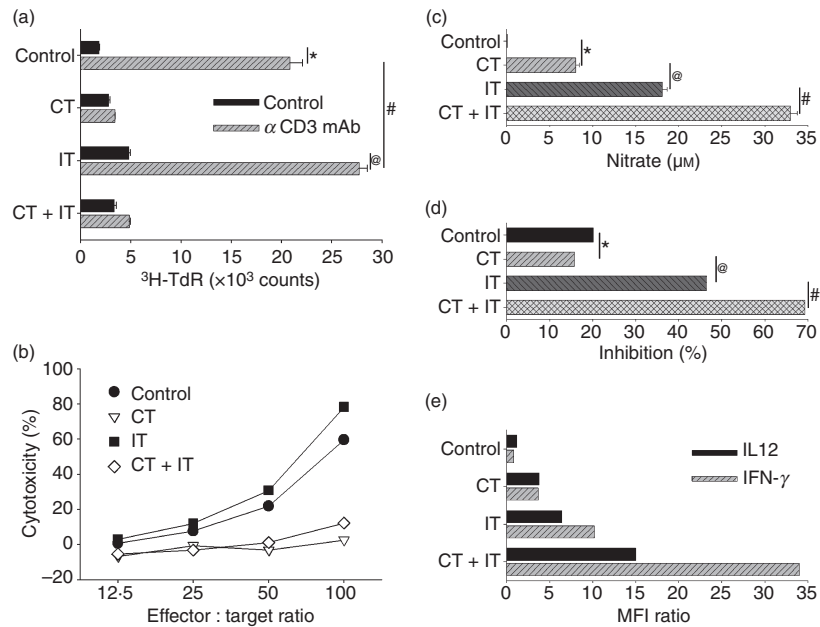 (a)
Control
CT
IT
CT + IT
*
#
@
Control
α CD3 mAb
0 5 10 15 20 25 30
³H-TdR (×10³ counts)
(b)
Cytotoxicity (%)
100
80
60
40
20
0
–20
Control
CT
IT
CT + IT
12·5 25 50 100
Effector : target ratio
(c)
Control
CT
IT
CT + IT
*
@
#
0 5 10 15 20 25 30 35
Nitrate (μM)
(d)
Control
CT
IT
CT + IT
*
@
#
0 10 20 30 40 50 60 70
Inhibition (%)
(e)
Control
CT
IT
CT + IT
IL12
IFN-γ
0 5 10 15 20 25 30 35
MFI ratio